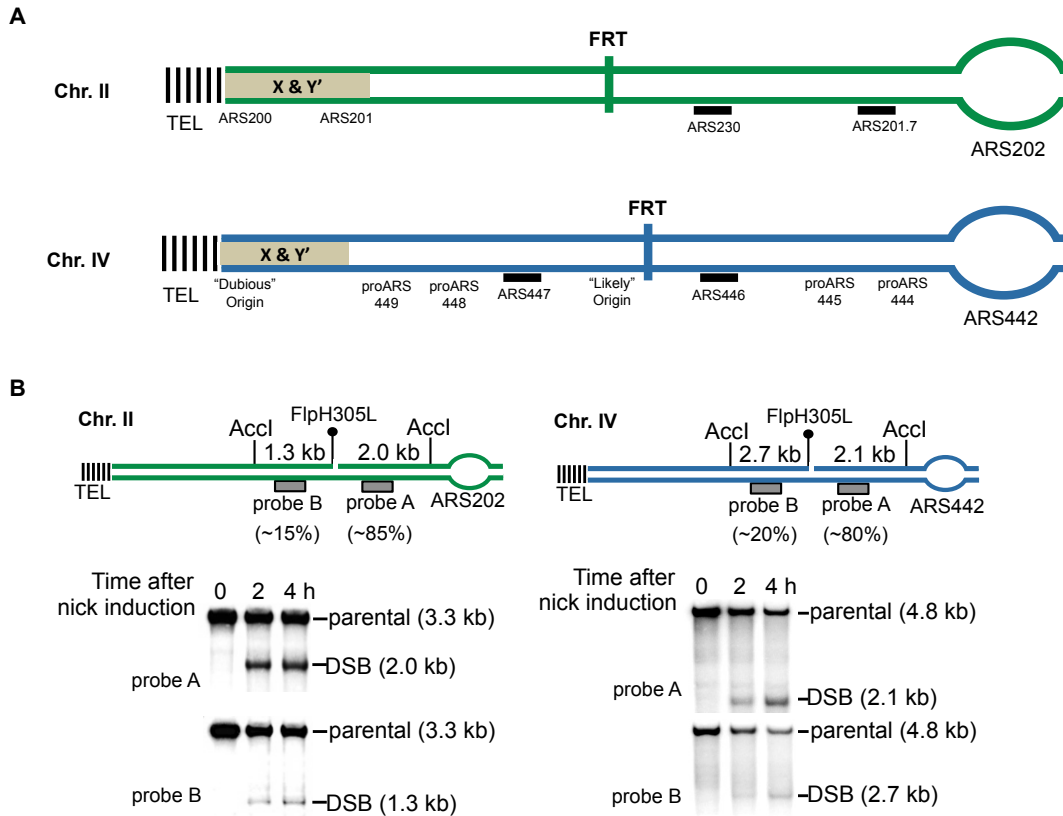 A
FRT
Chr. II
X & Y’
TEL
ARS200
ARS201
ARS230
ARS201.7
ARS202
FRT
Chr. IV
X & Y’
TEL
“Dubious”
Origin
proARS
449
proARS
448
ARS447
“Likely”
Origin
ARS446
proARS
445
proARS
444
ARS442
B
Chr. II
FlpH305L
AccI
1.3 kb
2.0 kb
AccI
TEL
probe B
(~15%)
probe A
(~85%)
ARS202
Time after
nick induction
0 2 4 h
parental (3.3 kb)
DSB (2.0 kb)
probe A
parental (3.3 kb)
DSB (1.3 kb)
probe B
Chr. IV
FlpH305L
AccI
2.7 kb
2.1 kb
AccI
TEL
probe B
(~20%)
probe A
(~80%)
ARS442
Time after
nick induction
0 2 4 h
parental (4.8 kb)
DSB (2.1 kb)
probe A
parental (4.8 kb)
DSB (2.7 kb)
probe B